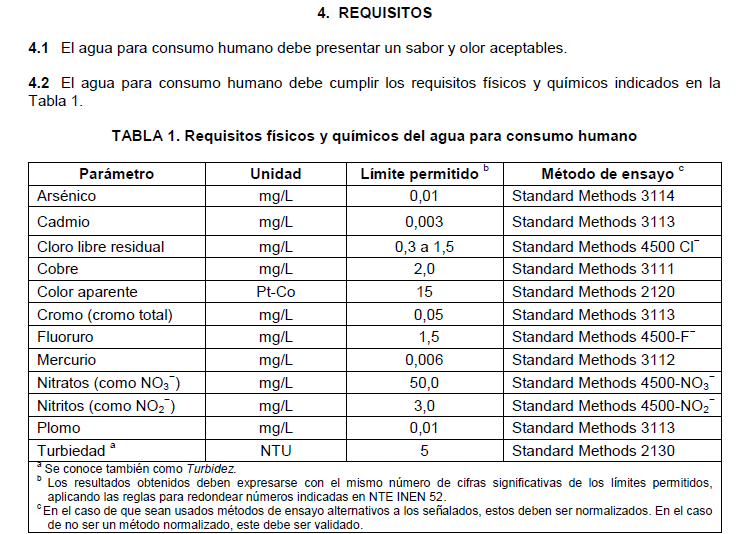 4. REQUISITOS
4.1 El agua para consumo humano debe presentar un sabor y olor aceptables.
4.2 El agua para consumo humano debe cumplir los requisitos físicos y químicos indicados en la
Tabla 1.
TABLA 1. Requisitos físicos y químicos del agua para consumo humano
Parámetro Unidad Límite permitido b Método de ensayo c
Arsénico mg/L 0,01 Standard Methods 3114
Cadmio mg/L 0,003 Standard Methods 3113
Cloro libre residual mg/L 0,3 a 1,5 Standard Methods 4500 Cl⁻
Cobre mg/L 2,0 Standard Methods 3111
Color aparente Pt-Co 15 Standard Methods 2120
Cromo (cromo total) mg/L 0,05 Standard Methods 3113
Fluoruro mg/L 1,5 Standard Methods 4500-F⁻
Mercurio mg/L 0,006 Standard Methods 3112
Nitratos (como NO₃⁻) mg/L 50,0 Standard Methods 4500-NO₃⁻
Nitritos (como NO₂⁻) mg/L 3,0 Standard Methods 4500-NO₂⁻
Plomo mg/L 0,01 Standard Methods 3113
Turbiedad a NTU 5 Standard Methods 2130
a Se conoce también como Turbidez.
b Los resultados obtenidos deben expresarse con el mismo número de cifras significativas de los límites permitidos,
aplicando las reglas para redondear números indicadas en NTE INEN 52.
c En el caso de que sean usados métodos de ensayo alternativos a los señalados, estos deben ser normalizados. En el caso
de no ser un método normalizado, este debe ser validado.